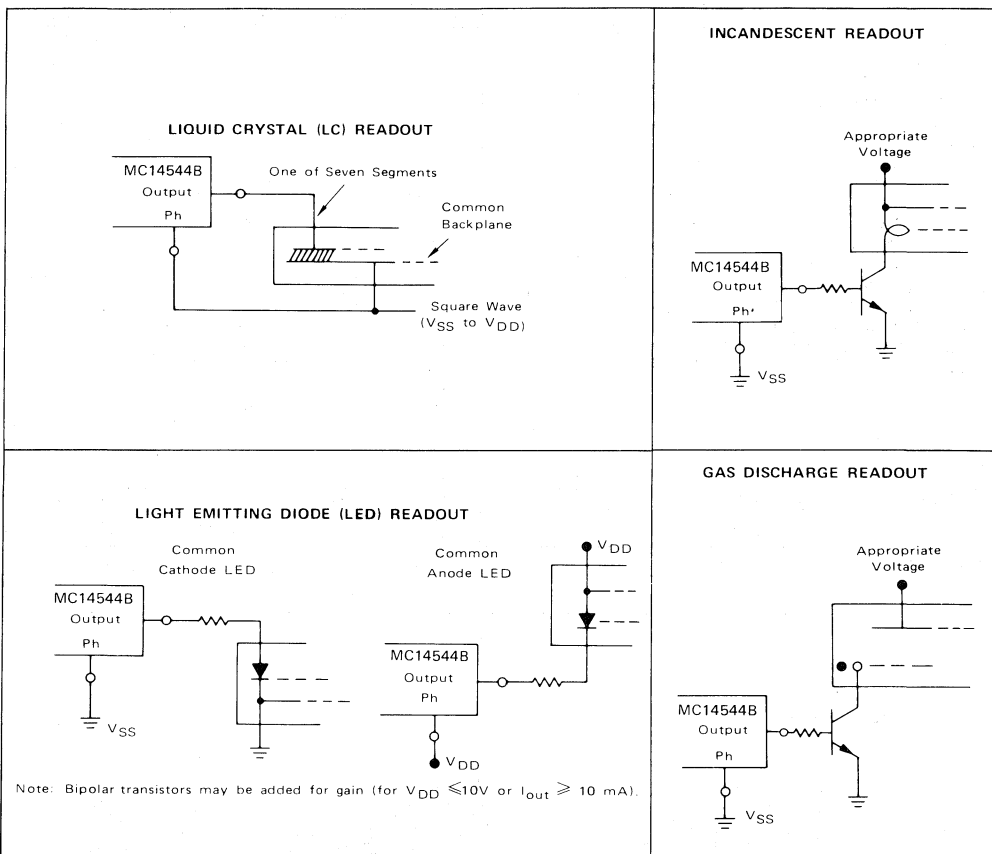 LIQUID CRYSTAL (LC) READOUT
MC14544B
Output
Ph
One of Seven Segments
Common
Backplane
Square Wave
(VSS to VDD)
INCANDESCENT READOUT
Appropriate
Voltage
MC14544B
Output
Ph
VSS
LIGHT EMITTING DIODE (LED) READOUT
Common
Cathode LED
MC14544B
Output
Ph
VSS
Common
Anode LED
VDD
MC14544B
Output
Ph
VDD
Note: Bipolar transistors may be added for gain (for VDD ⩽10V or Iout ⩾ 10 mA).
GAS DISCHARGE READOUT
Appropriate
Voltage
MC14544B
Output
Ph
VSS